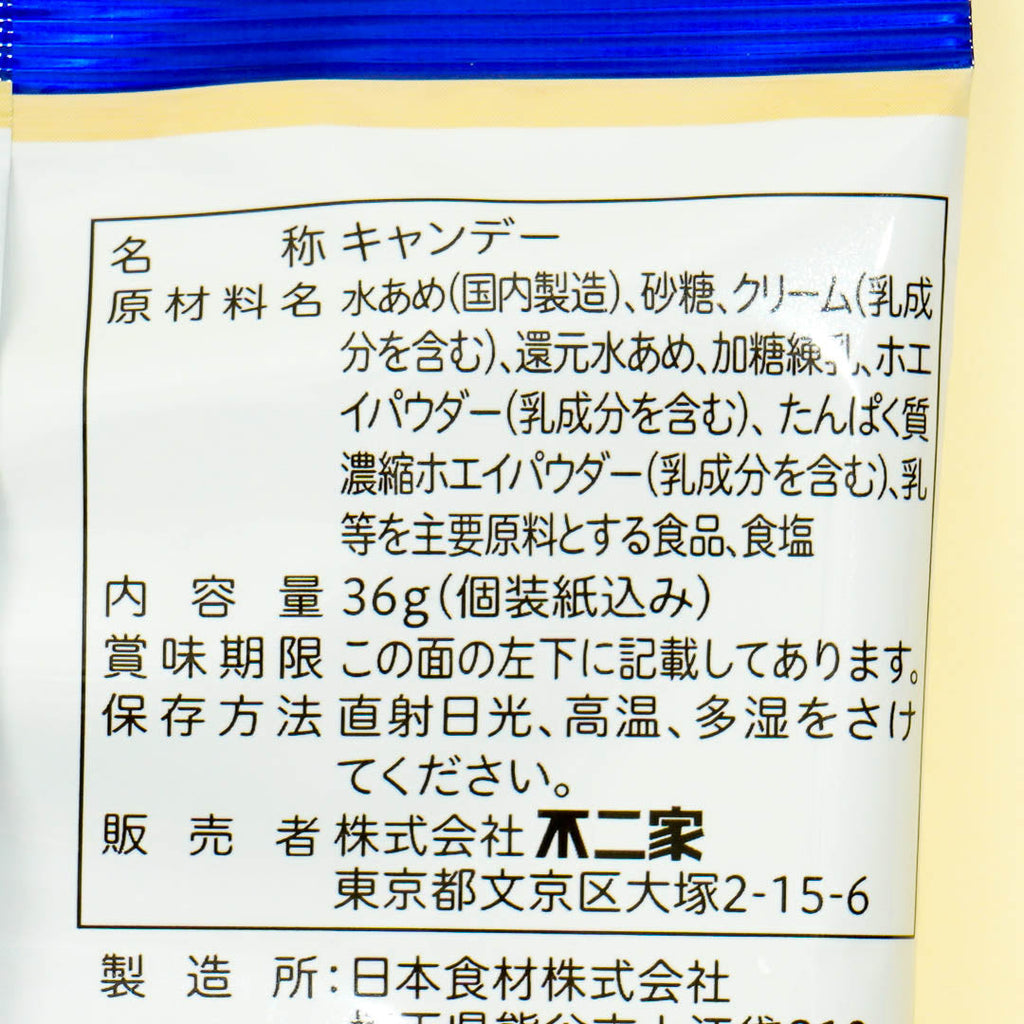 名称 キャンデー
原材料名 水あめ(国内製造)、砂糖、クリーム(乳成
分を含む)、還元水あめ、加糖練乳、ホエ
イパウダー(乳成分を含む)、たんぱく質
濃縮ホエイパウダー(乳成分を含む)、乳
等を主要原料とする食品、食塩
内容量 36g(個装紙込み)
賞味期限 この面の左下に記載してあります。
保存方法 直射日光、高温、多湿をさけ
てください。
販売者 株式会社 不二家
東京都文京区大塚2-15-6
製造所:日本食材株式会社